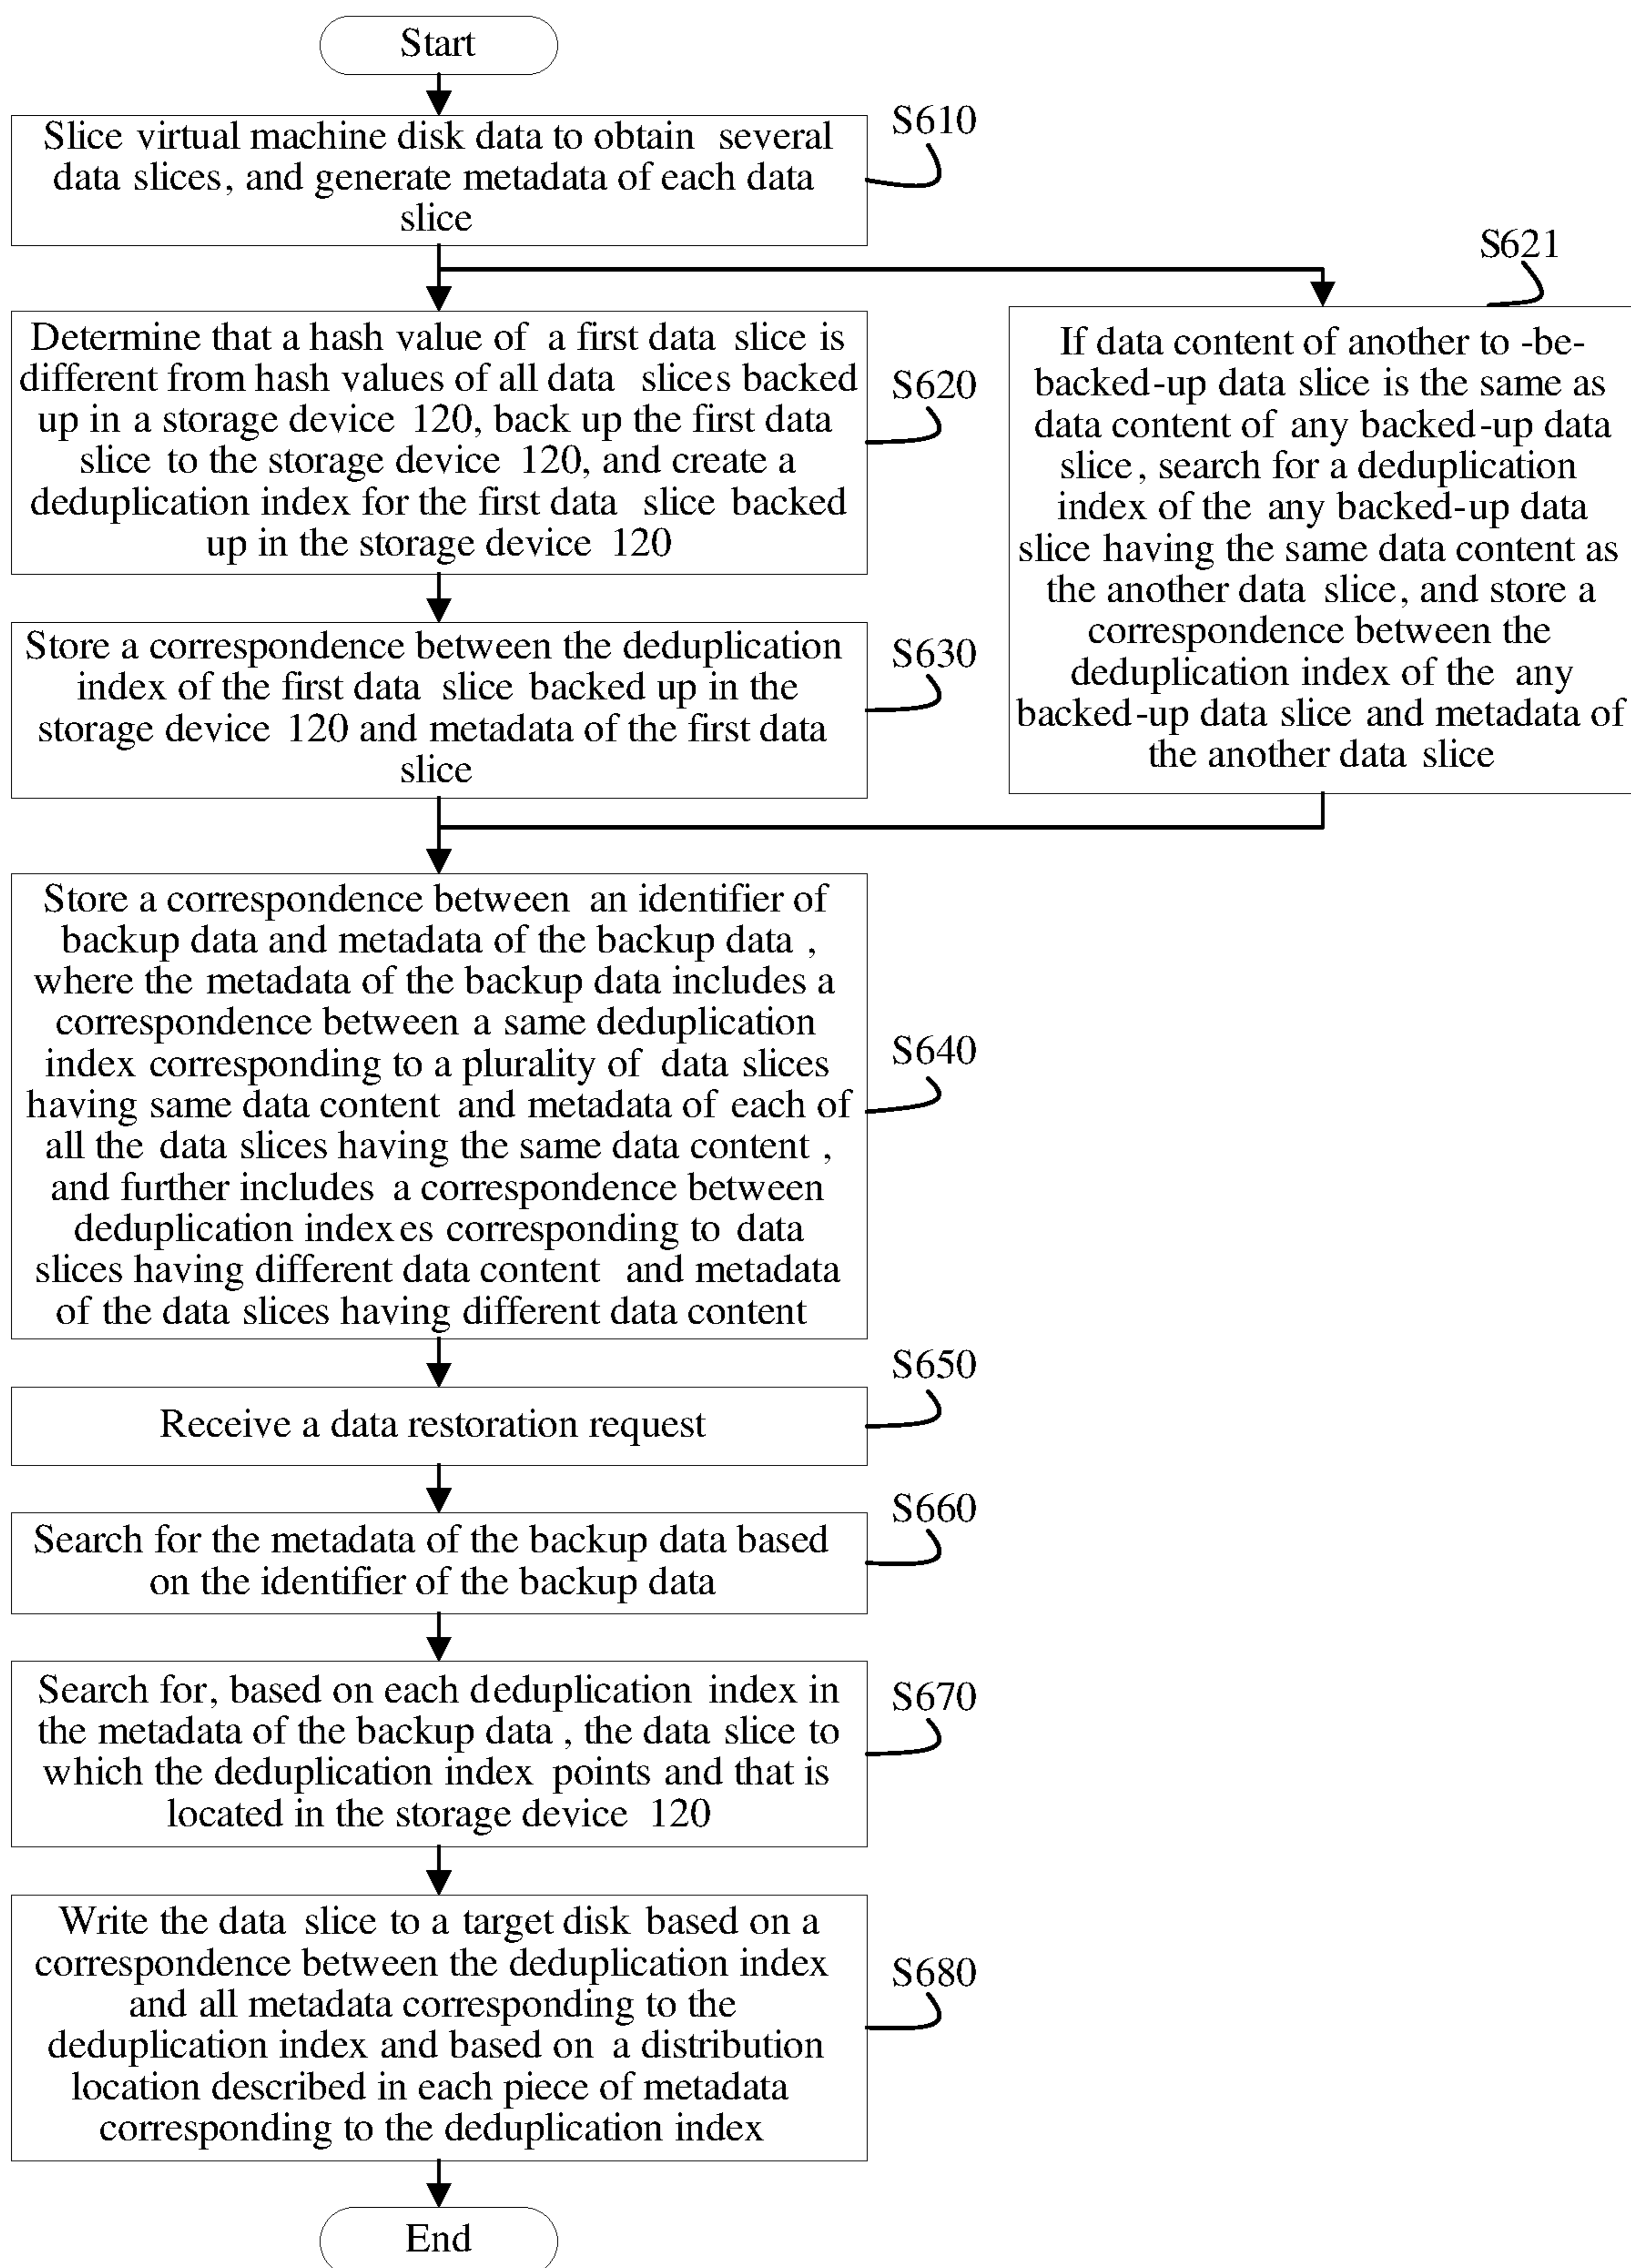 Start
Slice virtual machine disk data to obtain several
data slices, and generate metadata of each data
slice
S610
S621
Determine that a hash value of a first data slice is
different from hash values of all data slices backed
up in a storage device 120, back up the first data
slice to the storage device 120, and create a
deduplication index for the first data slice backed
up in the storage device 120
S620
If data content of another to -be-
backed-up data slice is the same as
data content of any backed-up data
slice, search for a deduplication
index of the any backed-up data
slice having the same data content as
the another data slice, and store a
correspondence between the
deduplication index of the any
backed-up data slice and metadata of
the another data slice
Store a correspondence between the deduplication
index of the first data slice backed up in the
storage device 120 and metadata of the first data
slice
S630
Store a correspondence between an identifier of
backup data and metadata of the backup data ,
where the metadata of the backup data includes a
correspondence between a same deduplication
index corresponding to a plurality of data slices
having same data content and metadata of each of
all the data slices having the same data content ,
and further includes a correspondence between
deduplication indexes corresponding to data
slices having different data content and metadata
of the data slices having different data content
S640
Receive a data restoration request
S650
Search for the metadata of the backup data based
on the identifier of the backup data
S660
Search for, based on each deduplication index in
the metadata of the backup data , the data slice to
which the deduplication index points and that is
located in the storage device 120
S670
Write the data slice to a target disk based on a
correspondence between the deduplication index
and all metadata corresponding to the
deduplication index and based on a distribution
location described in each piece of metadata
corresponding to the deduplication index
S680
End